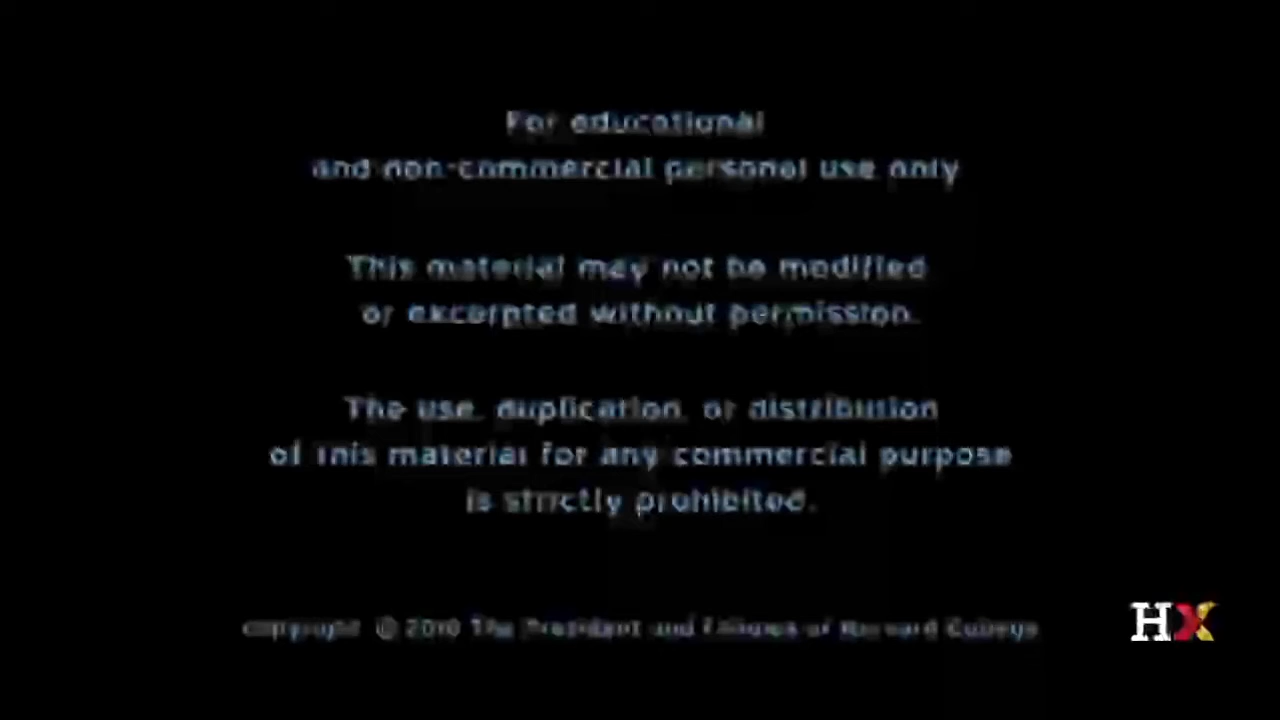 For educational
and non-commercial personal use only
This material may not be modified
or excerpted without permission.
The use, duplication, or distribution
of this material for any commercial purpose
is strictly prohibited.
copyright © 2010 The President and Fellows of Harvard College
HX